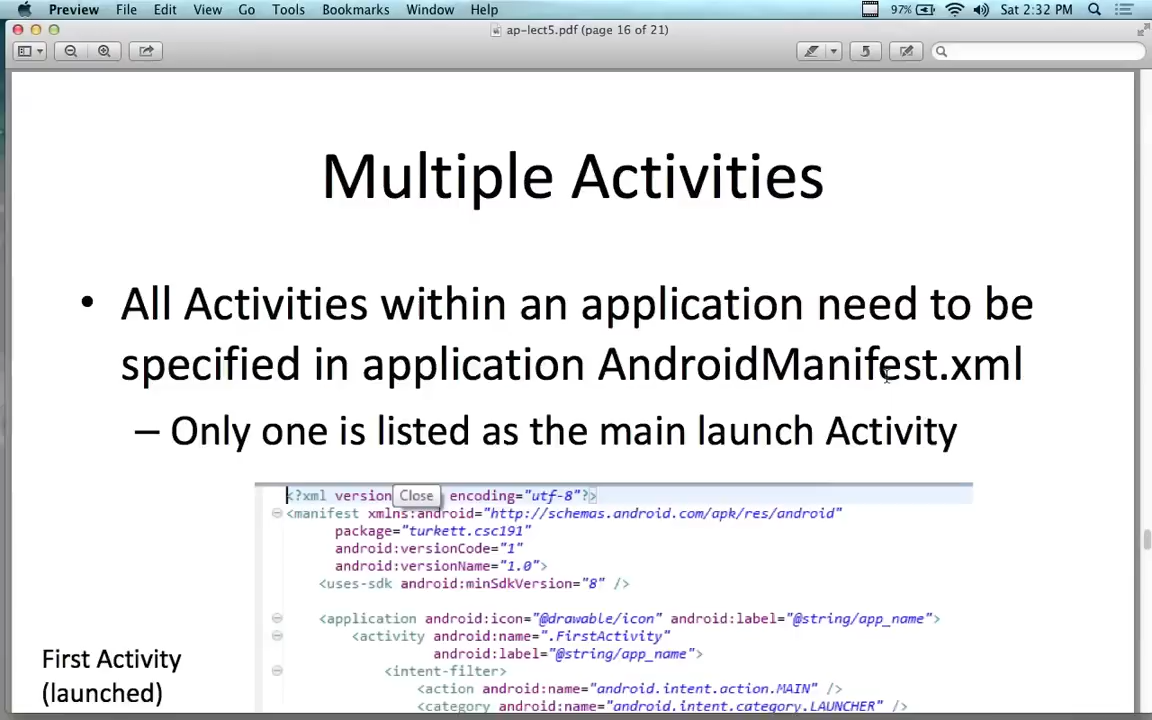 Preview File Edit View Go Tools Bookmarks Window Help 97% Sat 2:32 PM
ap-lect5.pdf (page 16 of 21)
5
Multiple Activities
• All Activities within an application need to be
specified in application AndroidManifest.xml
– Only one is listed as the main launch Activity
<?xml version Close encoding="utf-8"?>
<manifest xmlns:android="http://schemas.android.com/apk/res/android"
package="turkett.csc191"
android:versionCode="1"
android:versionName="1.0">
<uses-sdk android:minSdkVersion="8" />
<application android:icon="@drawable/icon" android:label="@string/app_name">
<activity android:name=".FirstActivity"
android:label="@string/app_name">
<intent-filter>
<action android:name="android.intent.action.MAIN" />
<category android:name="android.intent.category.LAUNCHER" />
First Activity
(launched)